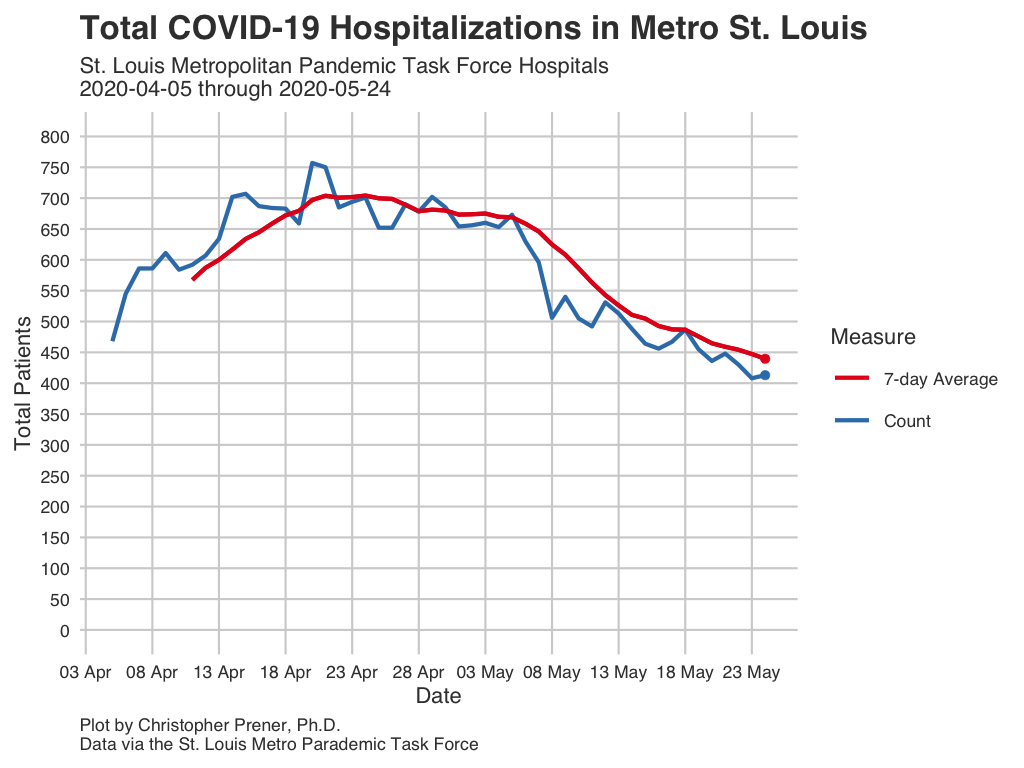 Total COVID-19 Hospitalizations in Metro St. Louis
St. Louis Metropolitan Pandemic Task Force Hospitals
2020-04-05 through 2020-05-24
800
750
700
650
600
550
500
450
400
350
300
250
200
150
100
50
0
Total Patients
03 Apr 08 Apr 13 Apr 18 Apr 23 Apr 28 Apr 03 May 08 May 13 May 18 May 23 May
Date
Measure
7-day Average
Count
Plot by Christopher Prener, Ph.D.
Data via the St. Louis Metro Parademic Task Force